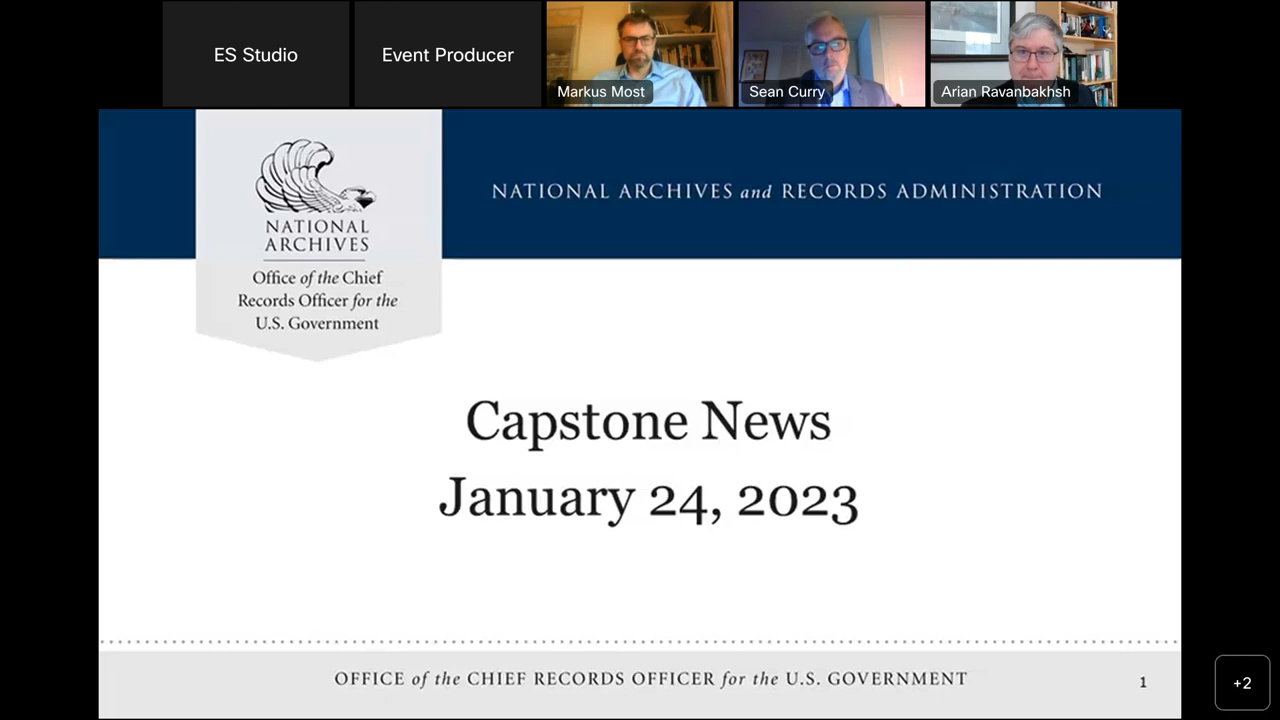 ES Studio
Event Producer
Markus Most
Sean Curry
Arian Ravanbakhsh
NATIONAL ARCHIVES and RECORDS ADMINISTRATION
NATIONAL
ARCHIVES
Office of the Chief
Records Officer for the
U.S. Government
Capstone News
January 24, 2023
OFFICE of the CHIEF RECORDS OFFICER for the U.S. GOVERNMENT
1
+2